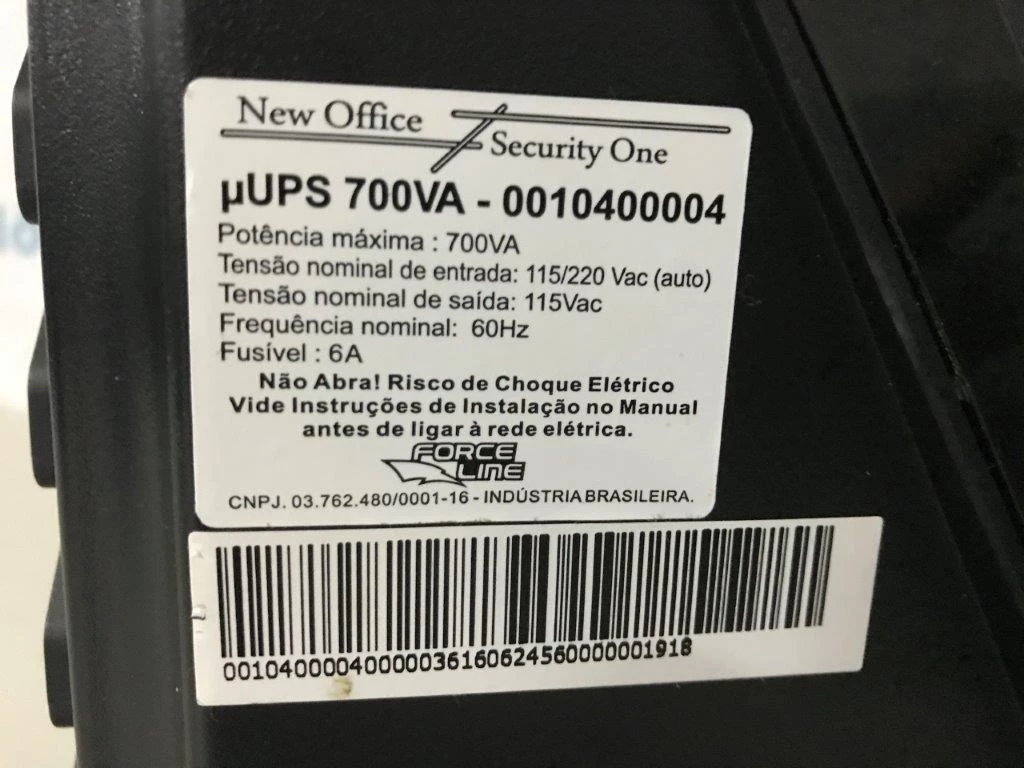 New Office
Security One
µUPS 700VA - 0010400004
Potência máxima : 700VA
Tensão nominal de entrada: 115/220 Vac (auto)
Tensão nominal de saída: 115Vac
Frequência nominal: 60Hz
Fusível : 6A
Não Abra! Risco de Choque Elétrico
Vide Instruções de Instalação no Manual
antes de ligar à rede elétrica.
FORCE
LINE
CNPJ. 03.762.480/0001-16 - INDÚSTRIA BRASILEIRA.
00104000040000036160624560000001918